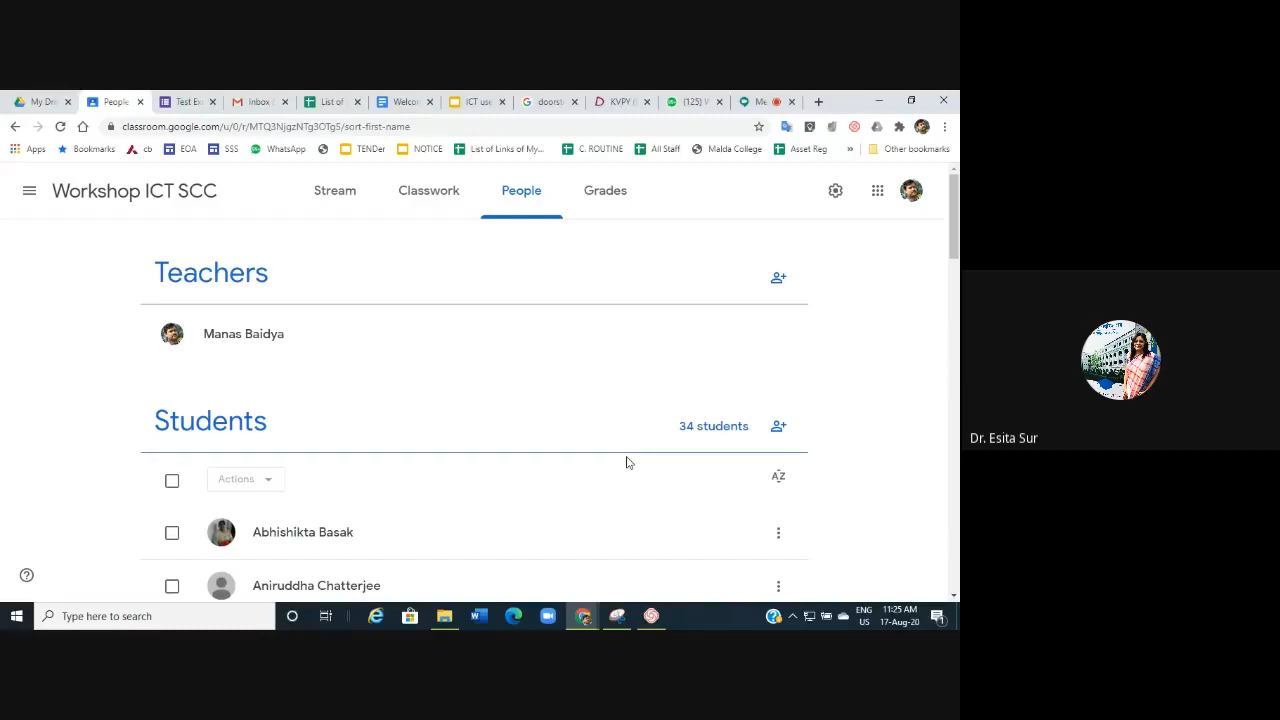 My Dri
People
Test Ex
Inbox (
List of
Welcon
ICT use
doorst
KVPY (
(125) W
Me
classroom.google.com/u/0/r/MTQ3NjgzNTg3OTg5/sort-first-name
Apps
Bookmarks
cb
EOA
SSS
WhatsApp
TENDer
NOTICE
List of Links of My...
C. ROUTINE
All Staff
Malda College
Asset Reg
»
Other bookmarks
Workshop ICT SCC
Stream
Classwork
People
Grades
Teachers
Manas Baidya
Students
34 students
Actions
AZ
Abhishikta Basak
Aniruddha Chatterjee
Dr. Esita Sur
Type here to search
ENG
US
11:25 AM
17-Aug-20
1